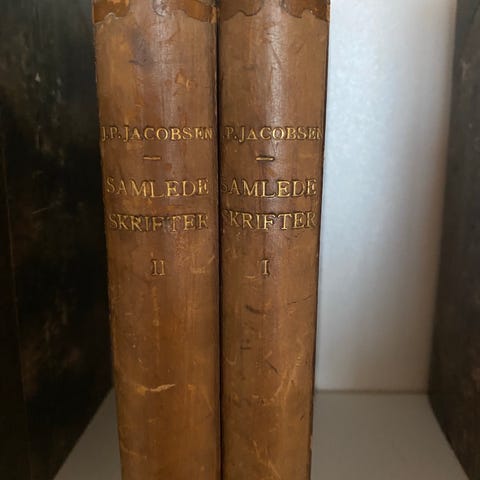 J.P. JACOBSEN
—
SAMLEDE
SKRIFTER
II
P. JACOBSEN
—
SAMLEDE
SKRIFTER
I